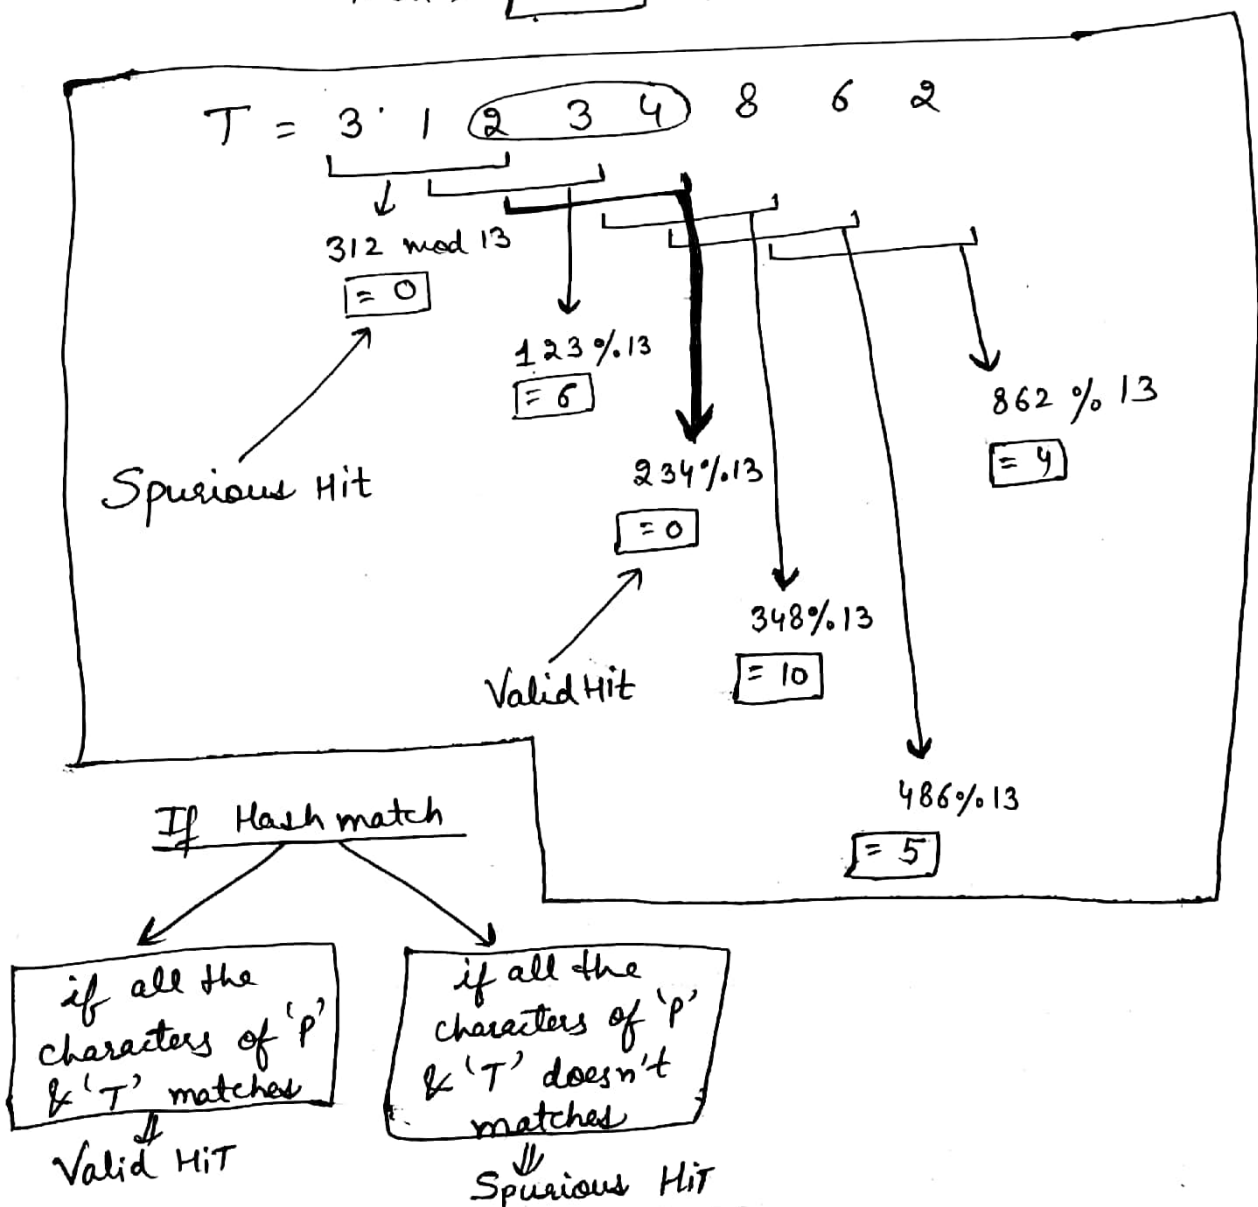 T = 3 1 2 3 4 8 6 2
312 mod 13
= 0
123 %.13
= 6
862 % 13
= 4
234%.13
= 0
Spurious Hit
348%.13
= 10
Valid Hit
486%13
= 5
If Hash match
if all the
characters of 'P'
& 'T' matches
Valid HiT
if all the
characters of 'P'
& 'T' doesn't
matches
Spurious HiT